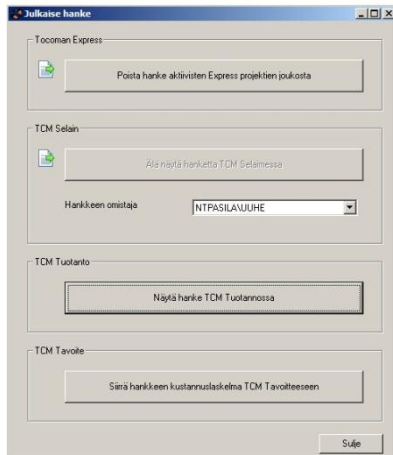 Julkaise hanke
Tocoman Express
Poista hanke aktiivisten Express projektien joukosta
TCM Selain
Älä näytä hanketta TCM Selaimessa
Hankkeen omistaja
NTPASILA\UUHE
TCM Tuotanto
Näytä hanke TCM Tuotannossa
TCM Tavoite
Siirrä hankkeen kustannuslaskelma TCM Tavoitteeseen
Sulje